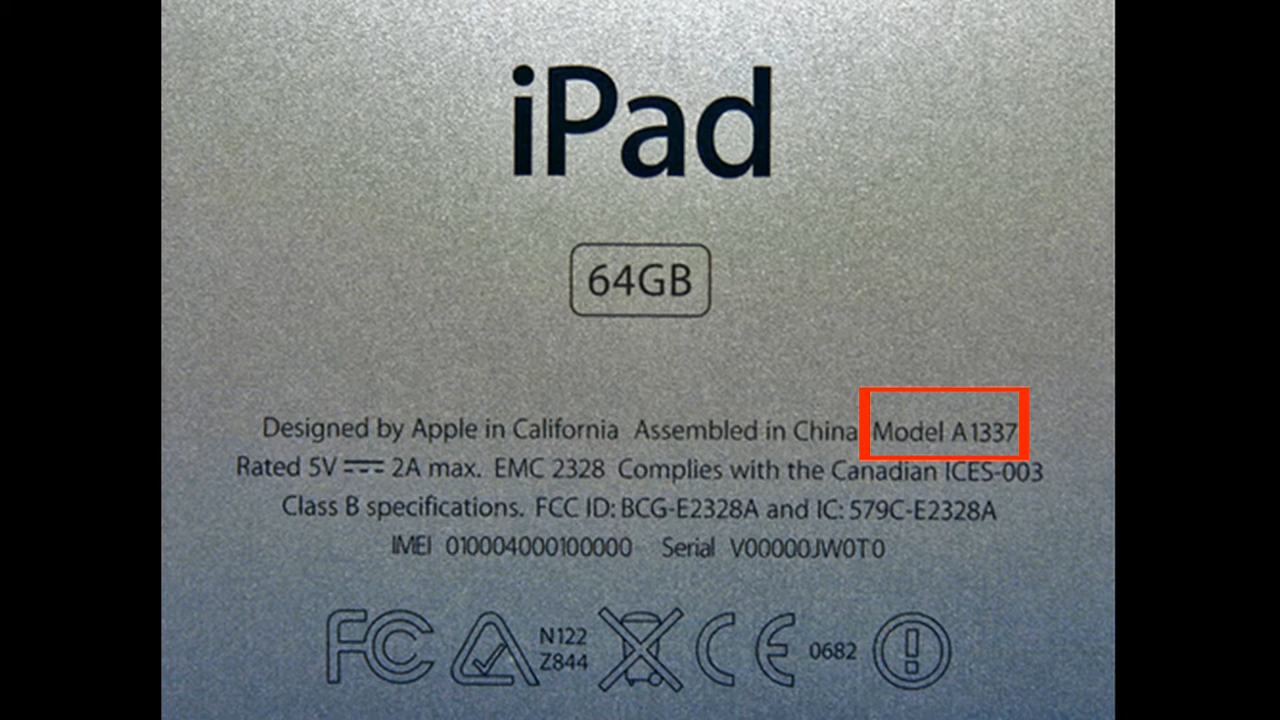 iPad
64GB
Designed by Apple in California Assembled in China Model A1337
Rated 5V ⎓ 2A max. EMC 2328 Complies with the Canadian ICES-003
Class B specifications. FCC ID: BCG-E2328A and IC: 579C-E2328A
IMEI 010004000100000 Serial V00000JW0T0
FC N122 CE 0682 !
Z844